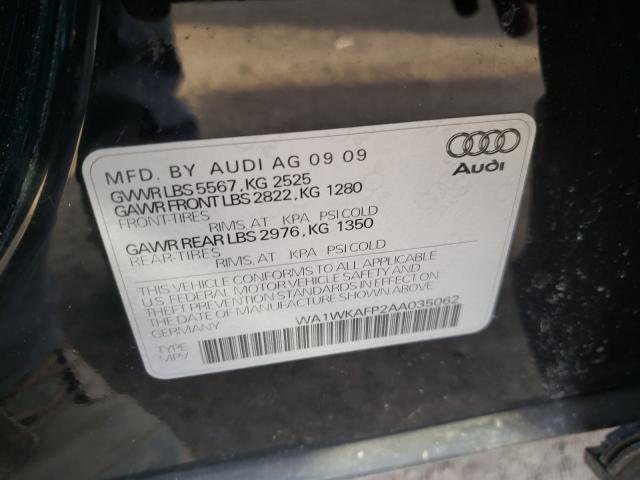 MFD. BY AUDI AG 09 09
GVWR LBS 5567, KG 2525
GAWR FRONT LBS 2822, KG 1280
FRONT-TIRES RIMS, AT KPA PSI COLD
GAWR REAR LBS 2976, KG 1350
REAR-TIRES RIMS, AT KPA PSI COLD
THIS VEHICLE CONFORMS TO ALL APPLICABLE
U.S. FEDERAL MOTOR VEHICLE SAFETY AND
THEFT PREVENTION STANDARDS IN EFFECT ON
THE DATE OF MANUFACTURE SHOWN ABOVE.
GERMANY
WA1WKAFP2AA035062
TYPE
MPV
Audi